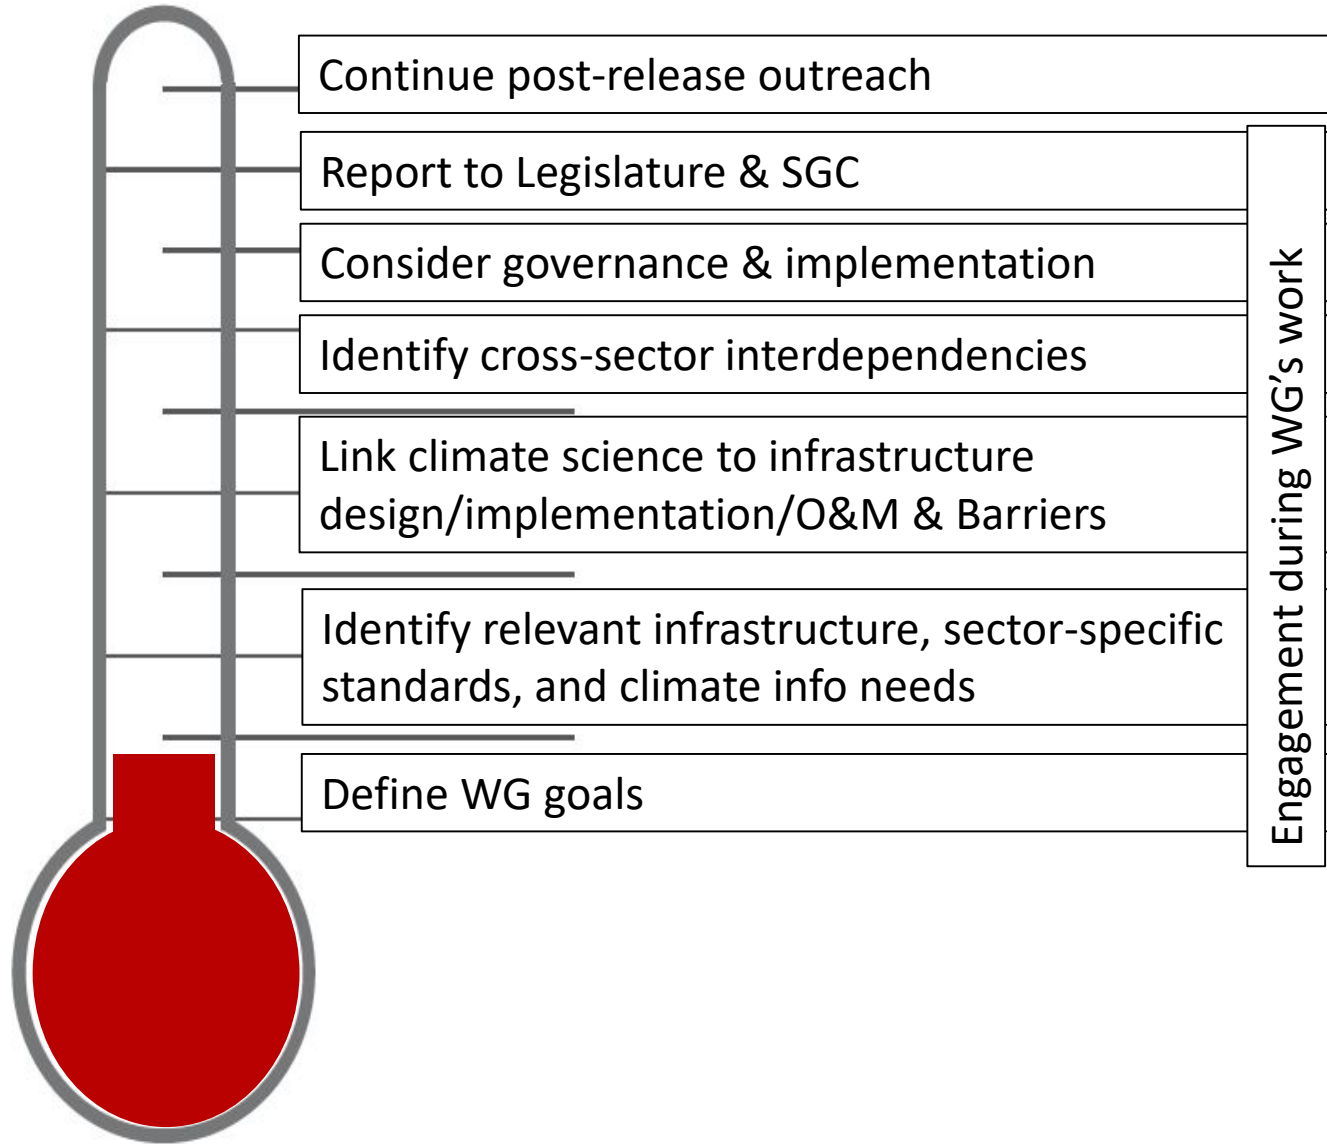 Continue post-release outreach
Report to Legislature & SGC
Consider governance & implementation
Identify cross-sector interdependencies
Link climate science to infrastructure
design/implementation/O&M & Barriers
Identify relevant infrastructure, sector-specific
standards, and climate info needs
Define WG goals
Engagement during WG’s work